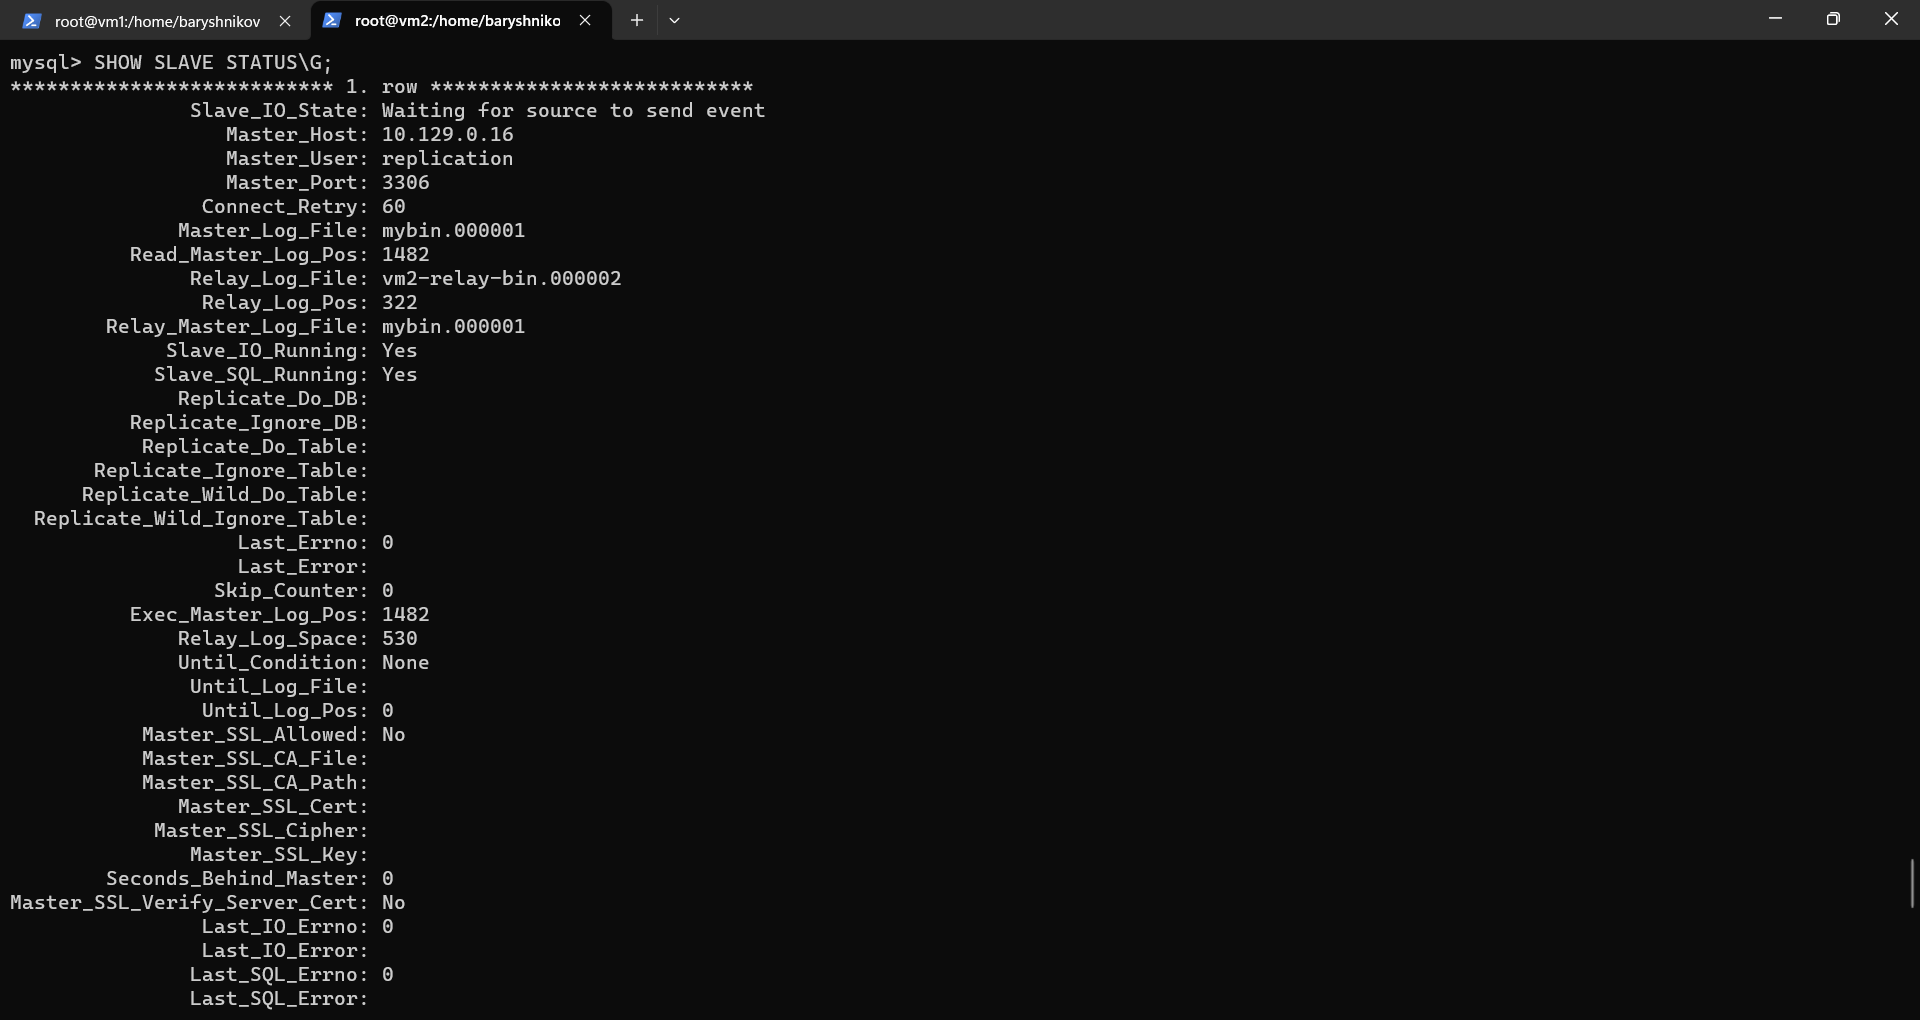 root@vm1:/home/baryshnikov
root@vm2:/home/baryshniko
mysql> SHOW SLAVE STATUS\G;
*************************** 1. row ***************************
Slave_IO_State: Waiting for source to send event
Master_Host: 10.129.0.16
Master_User: replication
Master_Port: 3306
Connect_Retry: 60
Master_Log_File: mybin.000001
Read_Master_Log_Pos: 1482
Relay_Log_File: vm2-relay-bin.000002
Relay_Log_Pos: 322
Relay_Master_Log_File: mybin.000001
Slave_IO_Running: Yes
Slave_SQL_Running: Yes
Replicate_Do_DB:
Replicate_Ignore_DB:
Replicate_Do_Table:
Replicate_Ignore_Table:
Replicate_Wild_Do_Table:
Replicate_Wild_Ignore_Table:
Last_Errno: 0
Last_Error:
Skip_Counter: 0
Exec_Master_Log_Pos: 1482
Relay_Log_Space: 530
Until_Condition: None
Until_Log_File:
Until_Log_Pos: 0
Master_SSL_Allowed: No
Master_SSL_CA_File:
Master_SSL_CA_Path:
Master_SSL_Cert:
Master_SSL_Cipher:
Master_SSL_Key:
Seconds_Behind_Master: 0
Master_SSL_Verify_Server_Cert: No
Last_IO_Errno: 0
Last_IO_Error:
Last_SQL_Errno: 0
Last_SQL_Error: